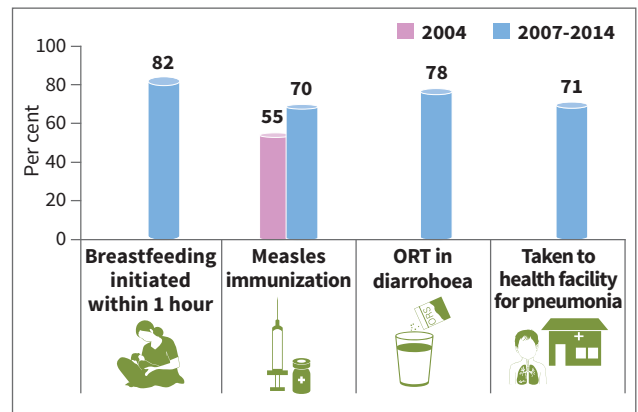 2004 2007-2014
100
80
60
40
20
0
Per cent
82
55
70
78
71
Breastfeeding
initiated
within 1 hour
Measles
immunization
ORT in
diarrohoea
Taken to
health facility
for pneumonia
ORS